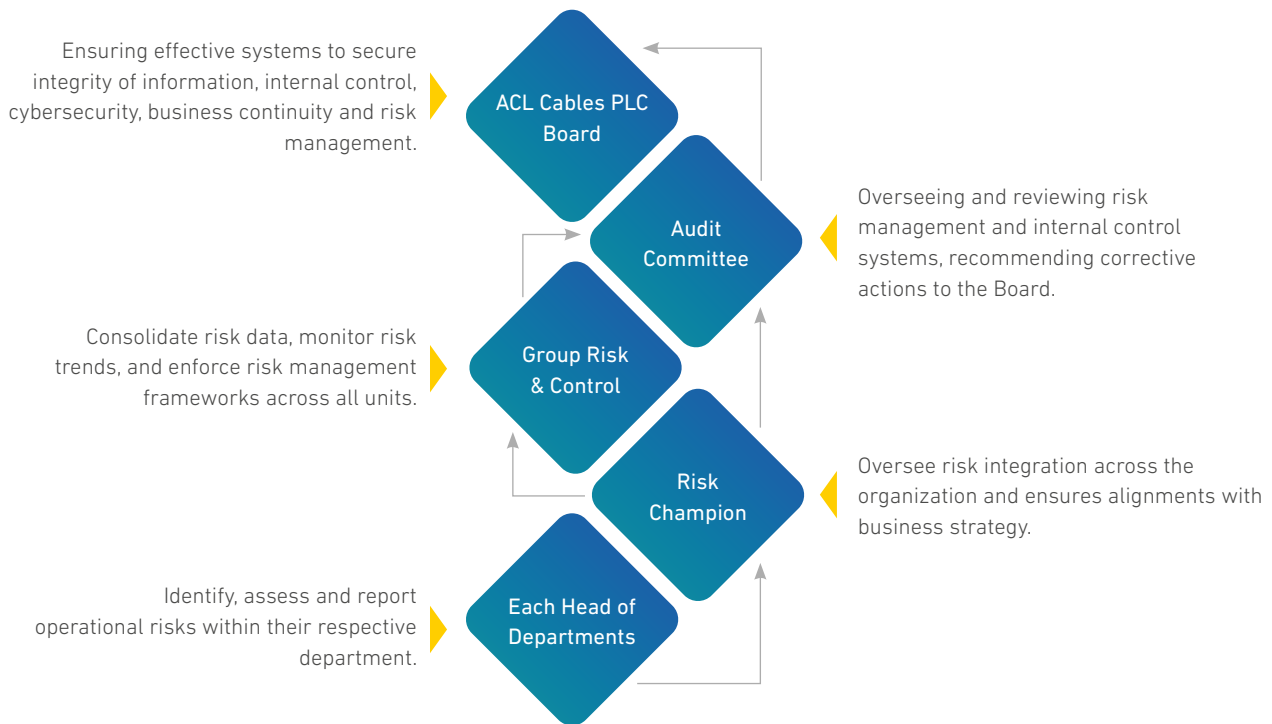 Ensuring effective systems to secure
integrity of information, internal control,
cybersecurity, business continuity and risk
management.
ACL Cables PLC
Board
Audit
Committee
Overseeing and reviewing risk
management and internal control
systems, recommending corrective
actions to the Board.
Consolidate risk data, monitor risk
trends, and enforce risk management
frameworks across all units.
Group Risk
& Control
Risk
Champion
Oversee risk integration across the
organization and ensures alignments with
business strategy.
Identify, assess and report
operational risks within their respective
department.
Each Head of
Departments